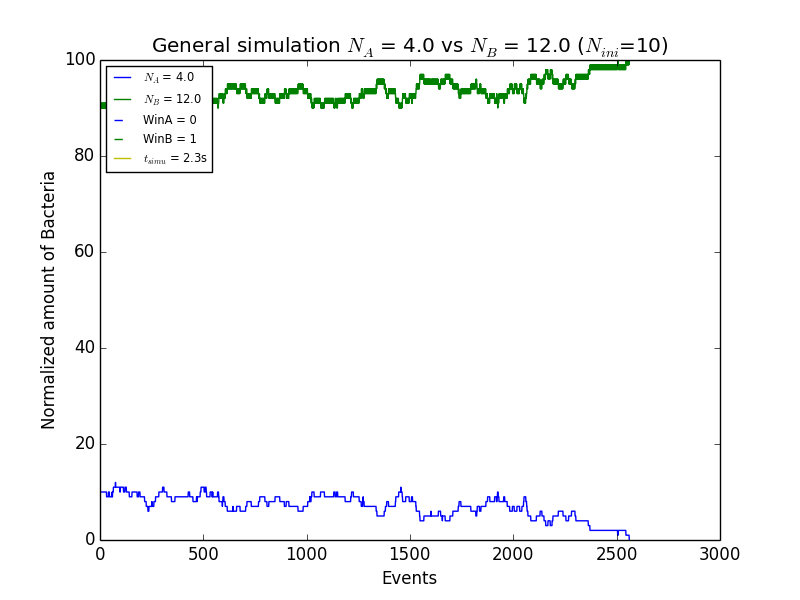 General simulation N_A = 4.0 vs N_B = 12.0 (N_ini=10)
100
N_A = 4.0
N_B = 12.0
WinA = 0
WinB = 1
t_simu = 2.3s
80
60
40
20
0
Normalized amount of Bacteria
0 500 1000 1500 2000 2500 3000
Events